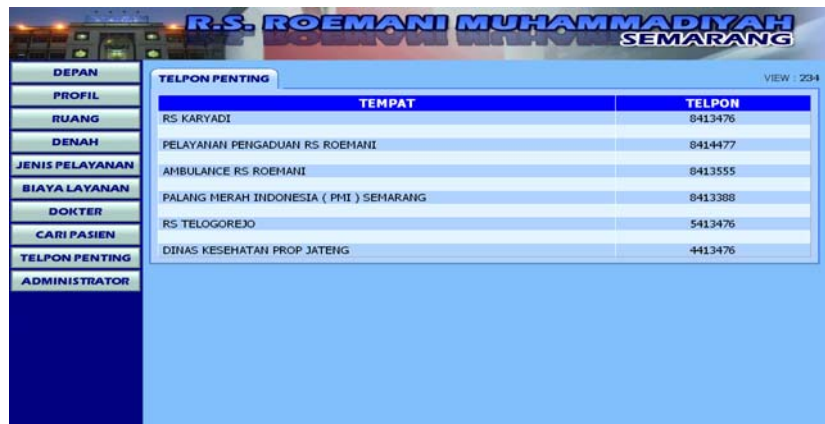 R.S. ROEMANI MUHAMMADIYAH
SEMARANG
DEPAN
PROFIL
RUANG
DENAH
JENIS PELAYANAN
BIAYA LAYANAN
DOKTER
CARI PASIEN
TELPON PENTING
ADMINISTRATOR
TELPON PENTING
VIEW : 234
TEMPAT TELPON
RS KARYADI 8413476
PELAYANAN PENGADUAN RS ROEMANI 8414477
AMBULANCE RS ROEMANI 8413555
PALANG MERAH INDONESIA ( PMI ) SEMARANG 8413388
RS TELOGOREJO 5413476
DINAS KESEHATAN PROP JATENG 4413476